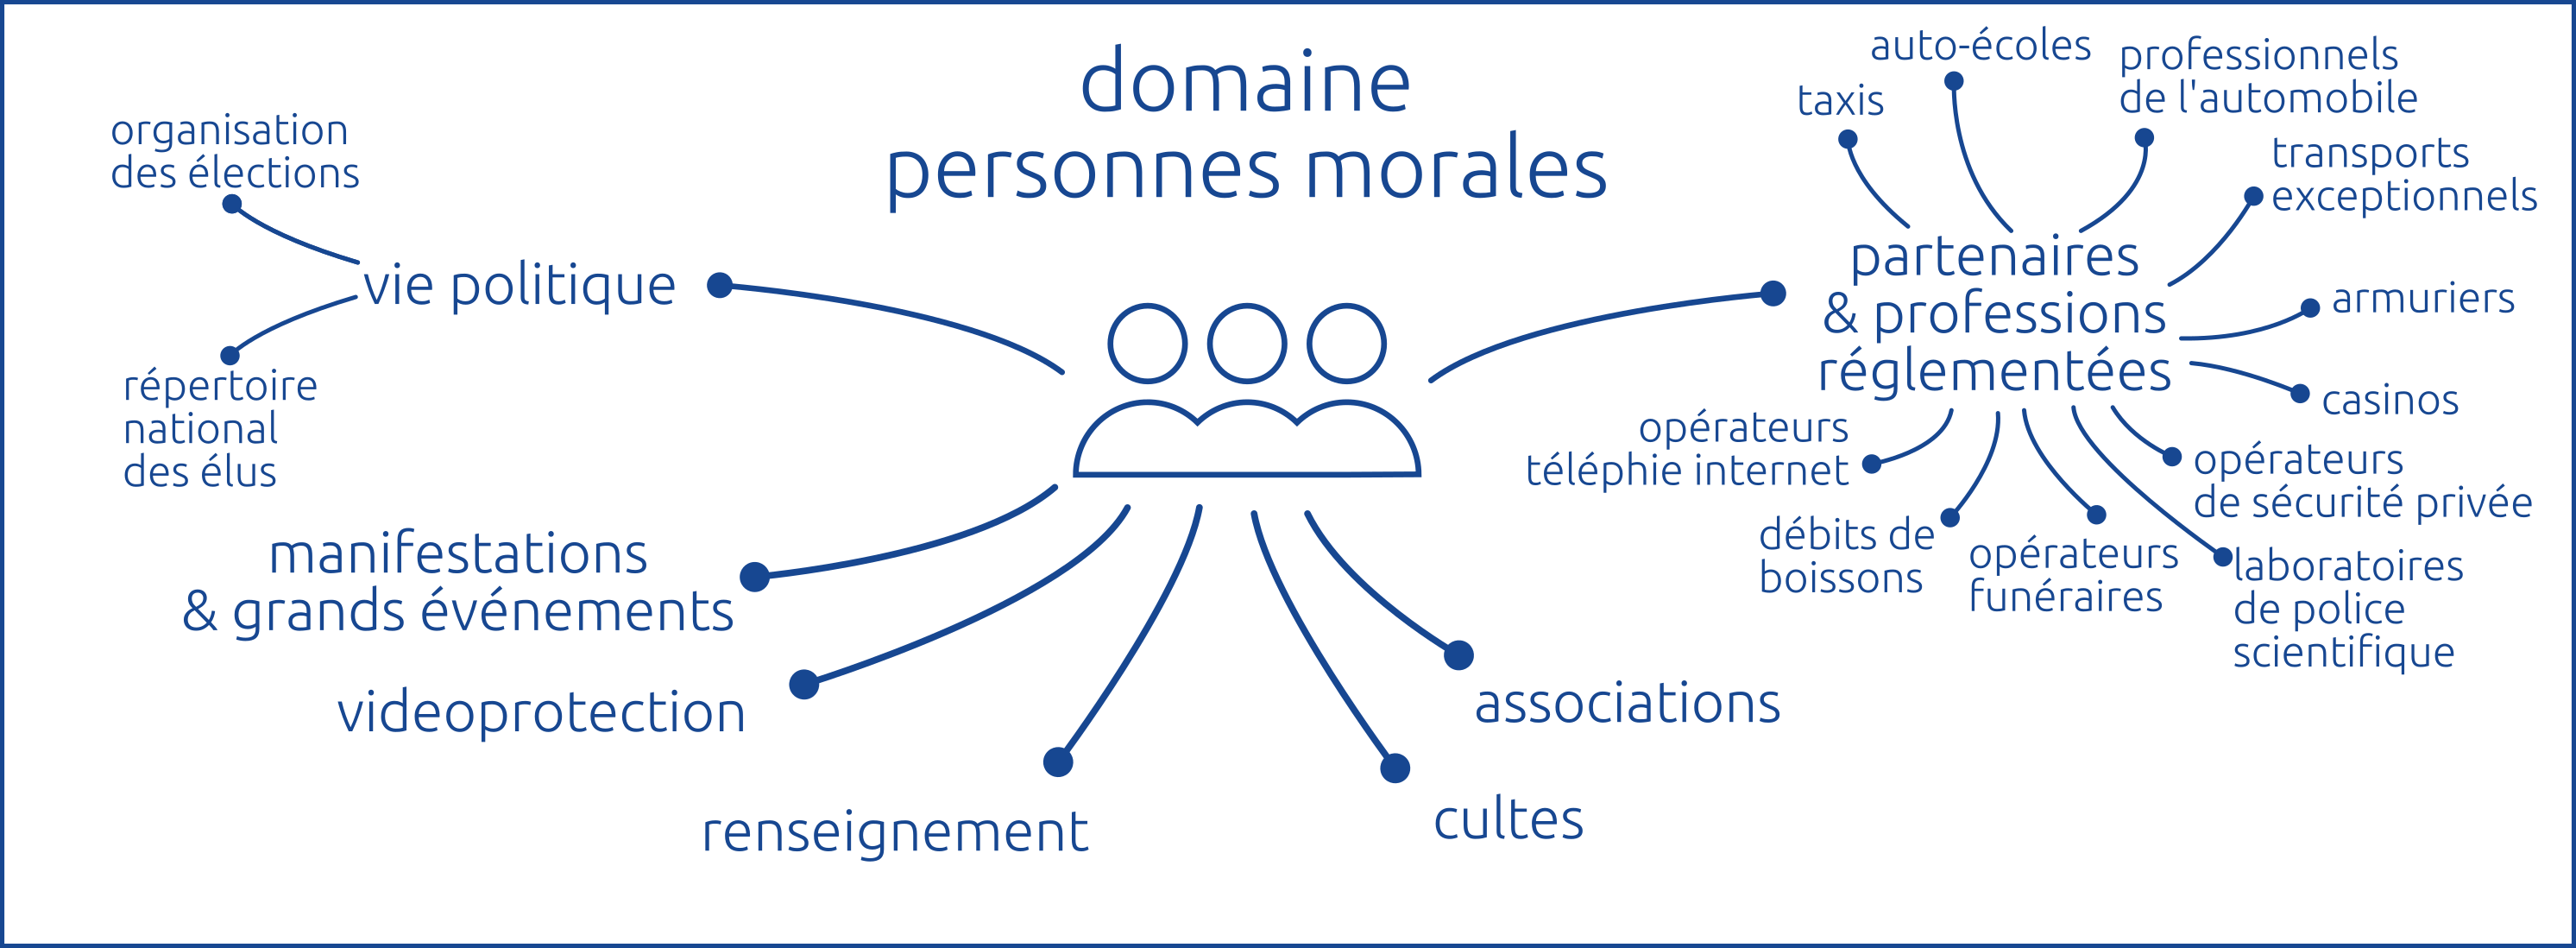 domaine
personnes morales
organisation
des élections
vie politique
répertoire
national
des élus
manifestations
& grands événements
videoprotection
renseignement
cultes
associations
partenaires
& professions
réglementées
taxis
auto-écoles
professionnels
de l'automobile
transports
exceptionnels
armuriers
casinos
opérateurs
de sécurité privée
laboratoires
de police
scientifique
opérateurs
funéraires
débits de
boissons
opérateurs
téléphie internet